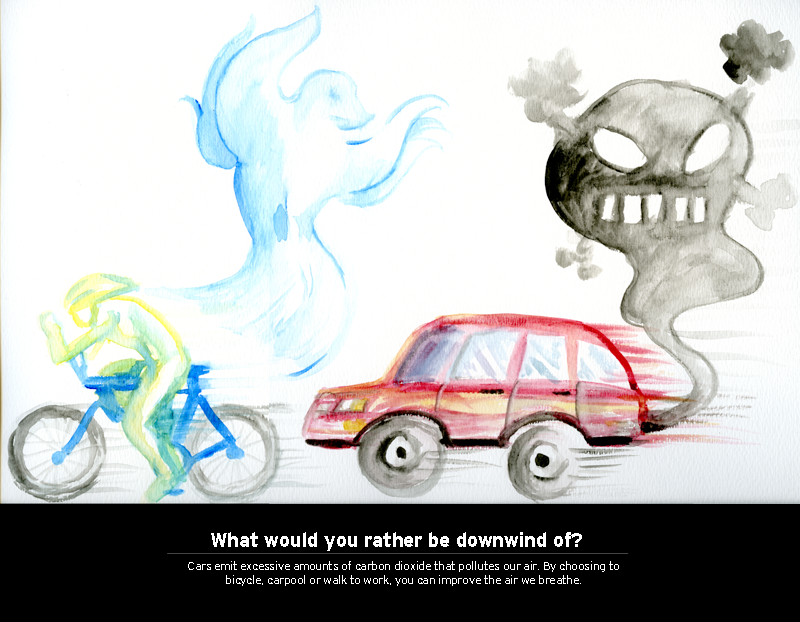 What would you rather be downwind of?
Cars emit excessive amounts of carbon dioxide that pollutes our air. By choosing to
bicycle, carpool or walk to work, you can improve the air we breathe.